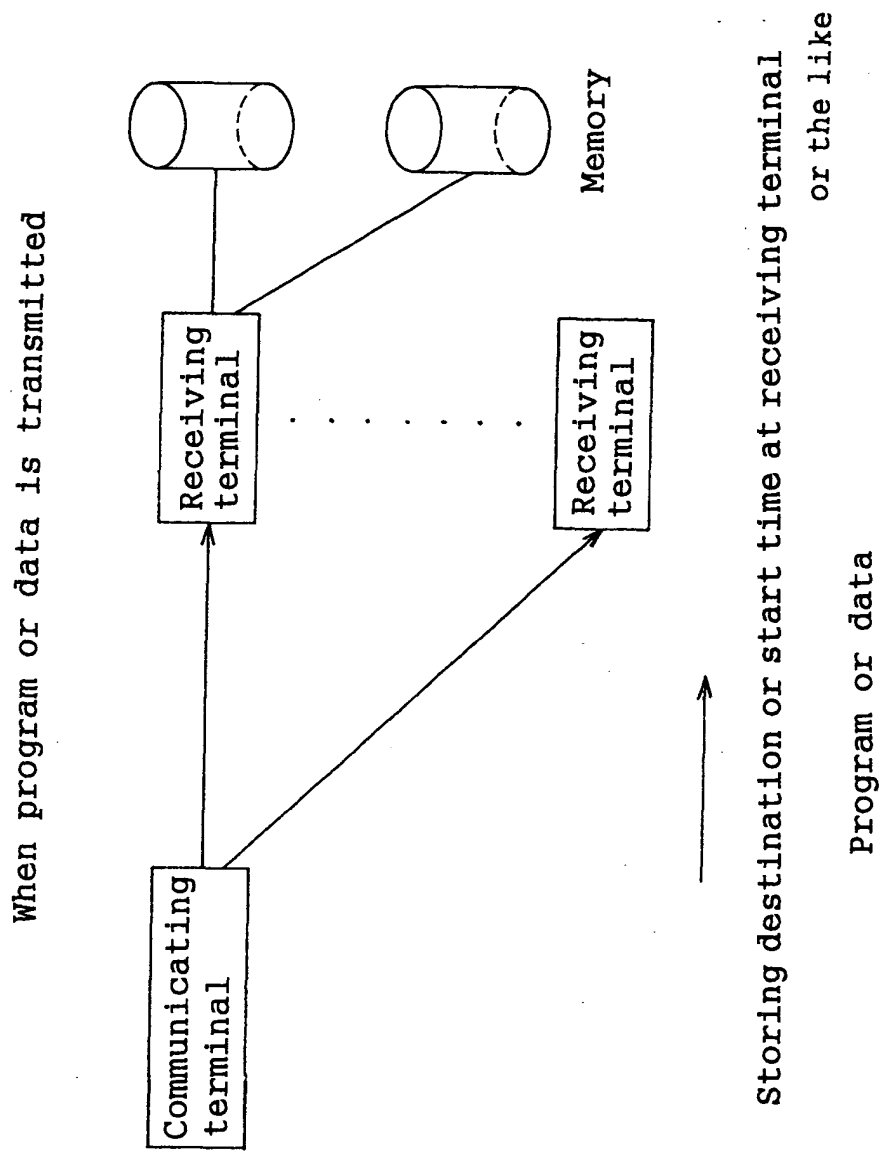 When program or data is transmitted
Communicating
terminal
Receiving
terminal
Receiving
terminal
Memory
Storing destination or start time at receiving terminal
or the like
Program or data